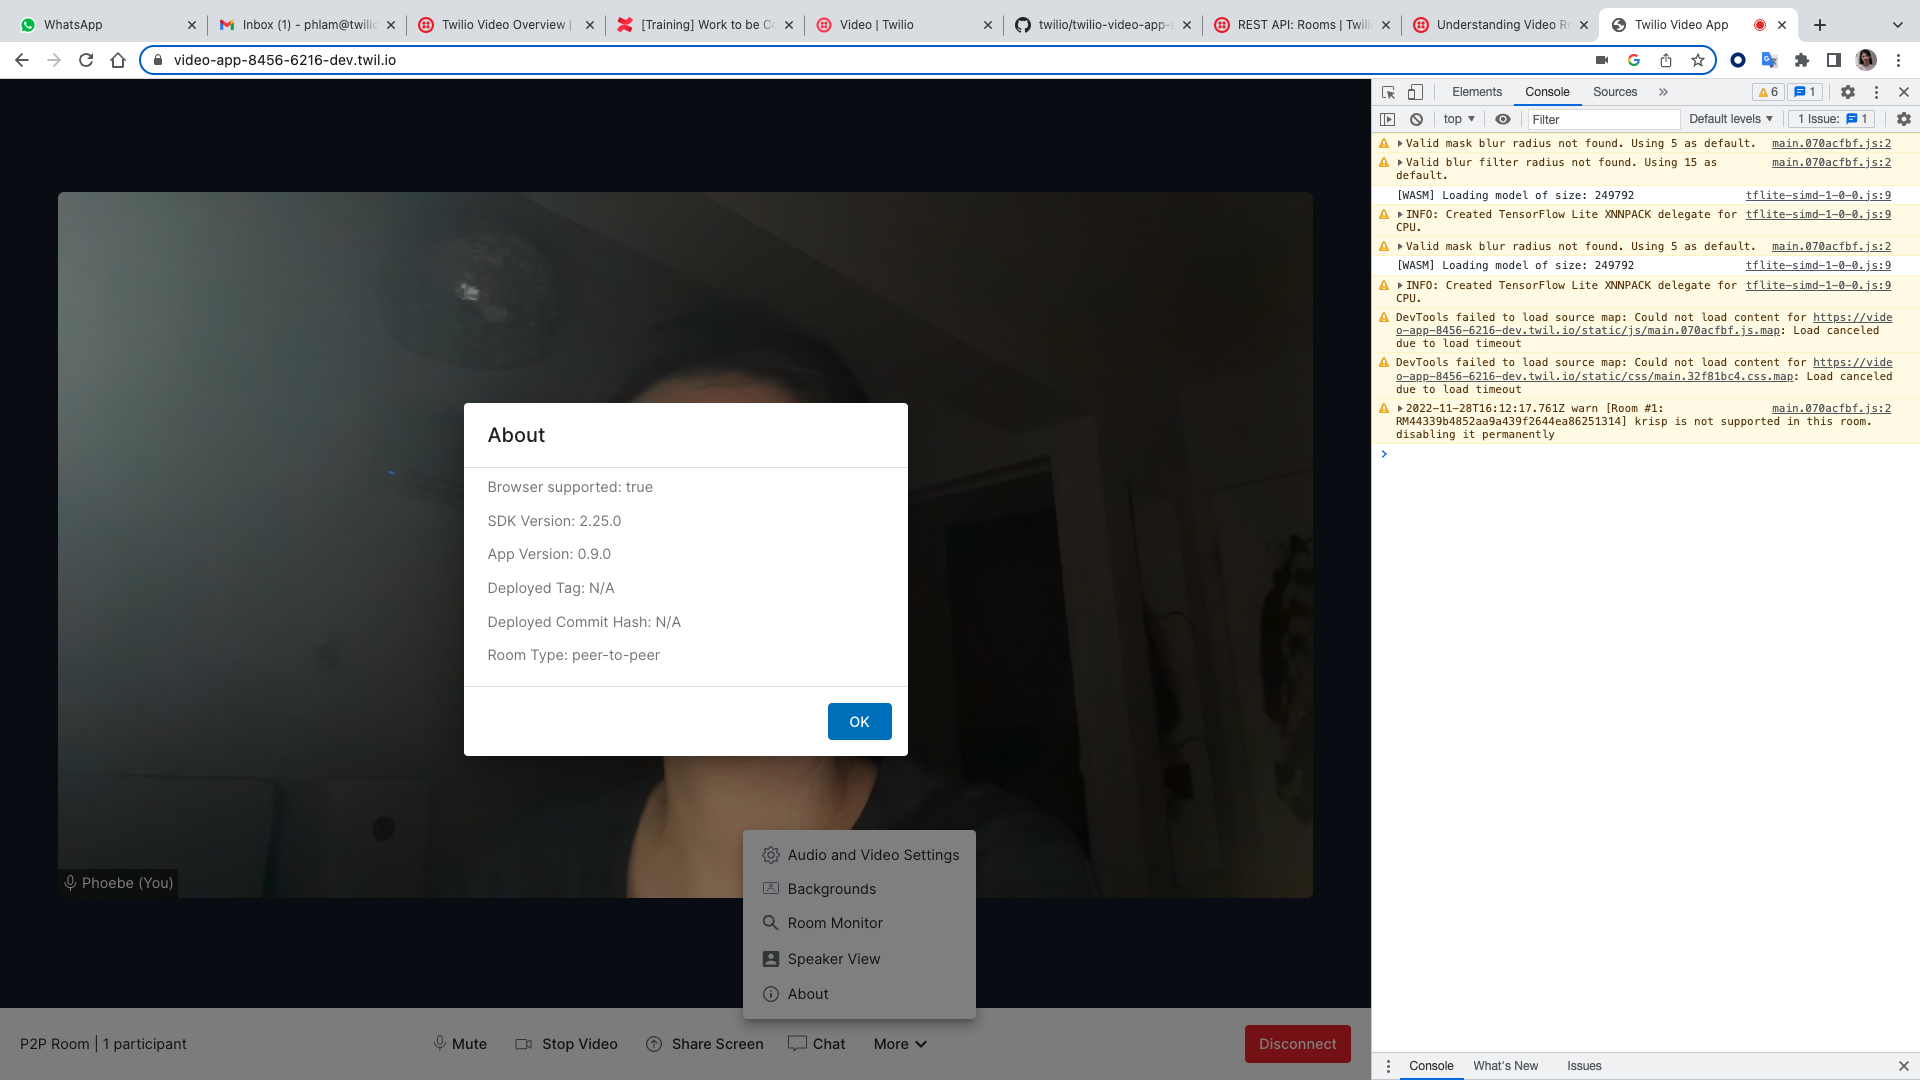 WhatsApp
Inbox (1) - phlam@twilio
Twilio Video Overview |
[Training] Work to be Co
Video | Twilio
twilio/twilio-video-app-r
REST API: Rooms | Twili
Understanding Video Ro
Twilio Video App
video-app-8456-6216-dev.twil.io
Elements
Console
Sources
6
1
top
Filter
Default levels
1 Issue:
1
Valid mask blur radius not found. Using 5 as default.
main.070acfbf.js:2
Valid blur filter radius not found. Using 15 as
main.070acfbf.js:2
default.
[WASM] Loading model of size: 249792
tflite-simd-1-0-0.js:9
INFO: Created TensorFlow Lite XNNPACK delegate for
tflite-simd-1-0-0.js:9
CPU.
Valid mask blur radius not found. Using 5 as default.
main.070acfbf.js:2
[WASM] Loading model of size: 249792
tflite-simd-1-0-0.js:9
INFO: Created TensorFlow Lite XNNPACK delegate for
tflite-simd-1-0-0.js:9
CPU.
DevTools failed to load source map: Could not load content for https://vide
o-app-8456-6216-dev.twil.io/static/js/main.070acfbf.js.map: Load canceled
due to load timeout
DevTools failed to load source map: Could not load content for https://vide
o-app-8456-6216-dev.twil.io/static/css/main.32f81bc4.css.map: Load canceled
due to load timeout
2022-11-28T16:12:17.761Z warn [Room #1:
main.070acfbf.js:2
RM44339b4852aa9a439f2644ea86251314] krisp is not supported in this room.
disabling it permanently
About
Browser supported: true
SDK Version: 2.25.0
App Version: 0.9.0
Deployed Tag: N/A
Deployed Commit Hash: N/A
Room Type: peer-to-peer
OK
Phoebe (You)
Audio and Video Settings
Backgrounds
Room Monitor
Speaker View
About
P2P Room | 1 participant
Mute
Stop Video
Share Screen
Chat
More
Disconnect
Console
What's New
Issues